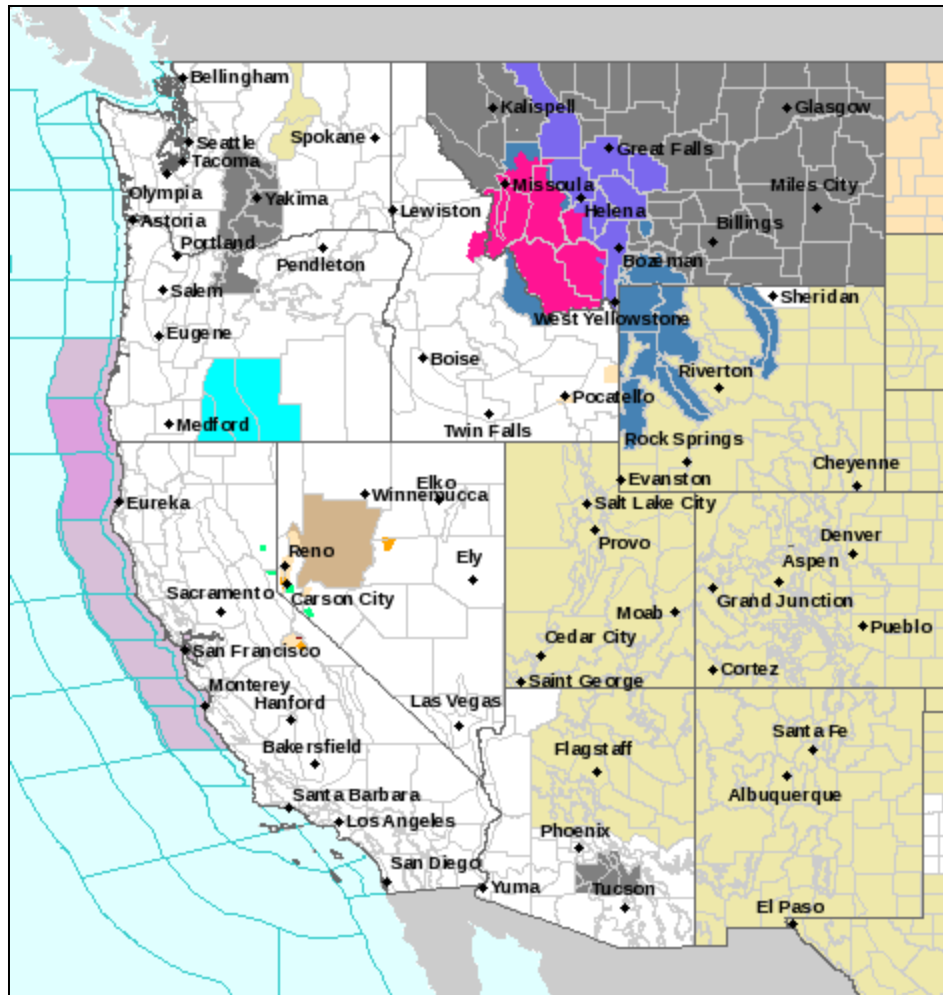 Bellingham
Kalispell
Glasgow
Seattle
Spokane
Great Falls
Tacoma
Missoula
Miles City
Olympia
Yakima
Lewiston
Helena
Astoria
Billings
Portland
Pendleton
Bozeman
Salem
Sheridan
West Yellowstone
Eugene
Boise
Riverton
Pocatello
Medford
Twin Falls
Rock Springs
Evanston
Cheyenne
Elko
Winnemucca
Eureka
Salt Lake City
Provo
Denver
Reno
Ely
Aspen
Sacramento
Carson City
Grand Junction
Moab
Pueblo
Cedar City
San Francisco
Cortez
Saint George
Monterey
Hanford
Las Vegas
Santa Fe
Bakersfield
Flagstaff
Albuquerque
Santa Barbara
Los Angeles
Phoenix
San Diego
Yuma
Tucson
El Paso